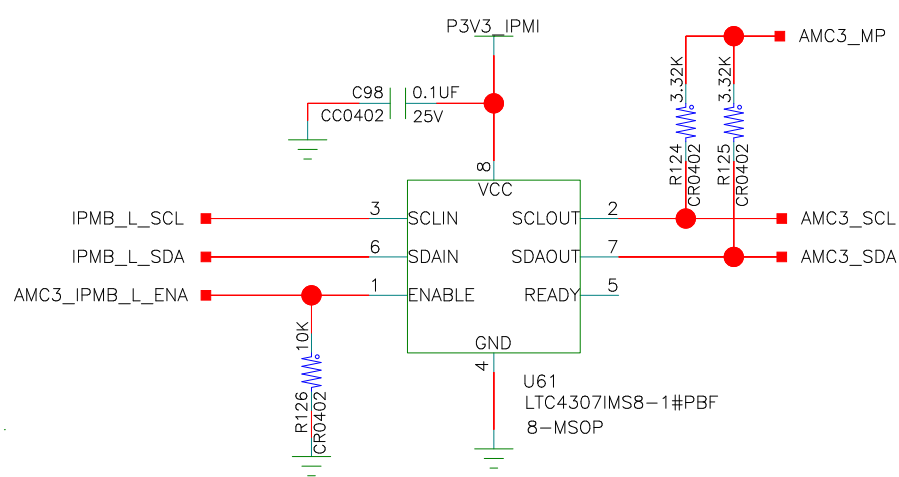 P3V3_IPMI
AMC3_MP
C98
0.1UF
CC0402
25V
3.32K
3.32K
R124
CR0402
R125
CR0402
8
VCC
IPMB_L_SCL
3
SCLIN
SCLOUT
2
AMC3_SCL
IPMB_L_SDA
6
SDAIN
SDAOUT
7
AMC3_SDA
AMC3_IPMB_L_ENA
1
ENABLE
READY
5
10K
R126
CR0402
GND
4
U61
LTC4307IMS8-1#PBF
8-MSOP